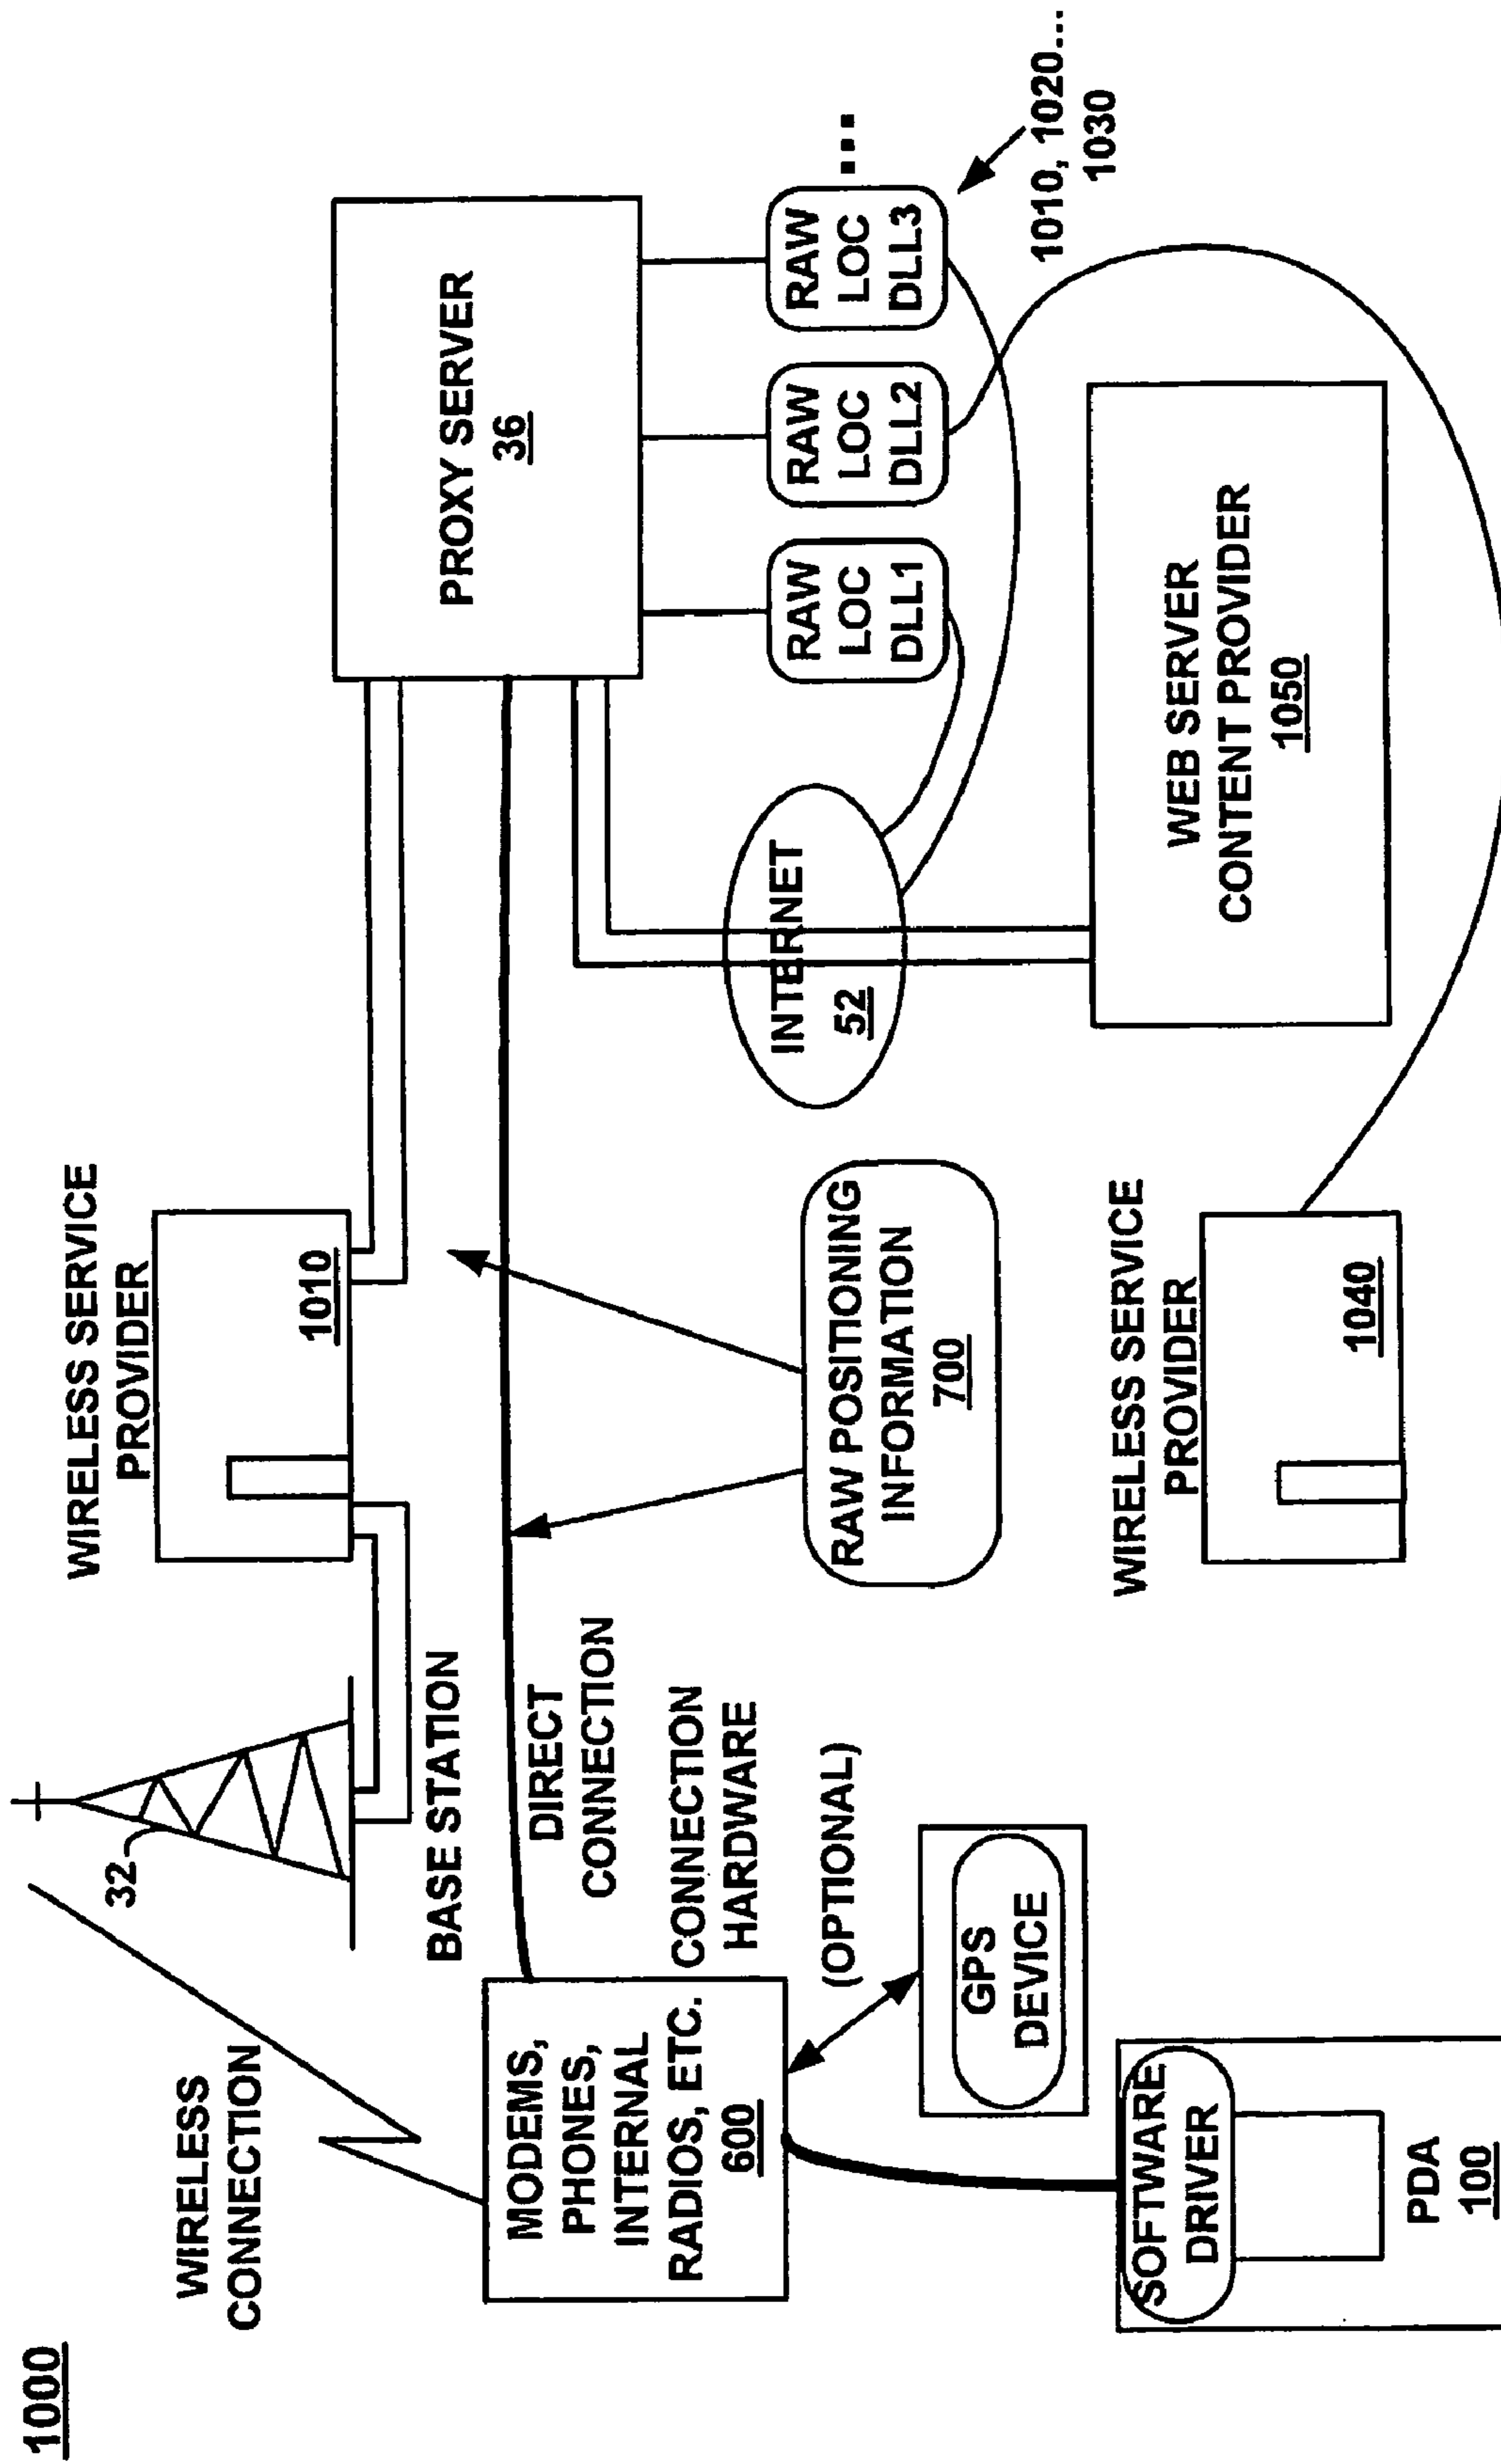 1000
WIRELESS
CONNECTION
32
BASE STATION
WIRELESS SERVICE
PROVIDER
1010
MODEMS,
PHONES,
INTERNAL
RADIOS, ETC.
600
DIRECT
CONNECTION
CONNECTION
HARDWARE
(OPTIONAL)
GPS
DEVICE
SOFTWARE
DRIVER
PDA
100
RAW POSITIONING
INFORMATION
700
WIRELESS SERVICE
PROVIDER
1040
PROXY SERVER
36
INTERNET
52
RAW
LOC
DLL1
RAW
LOC
DLL2
RAW
LOC
DLL3
...
1010, 1020...
1030
WEB SERVER
CONTENT PROVIDER
1050